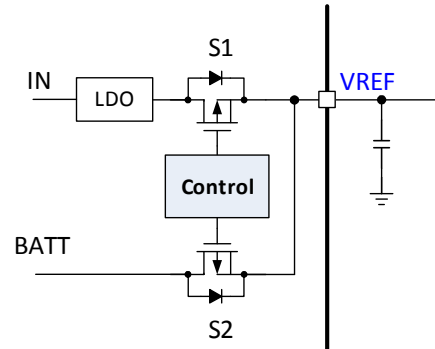 S1
IN
LDO
VREF
Control
BATT
S2